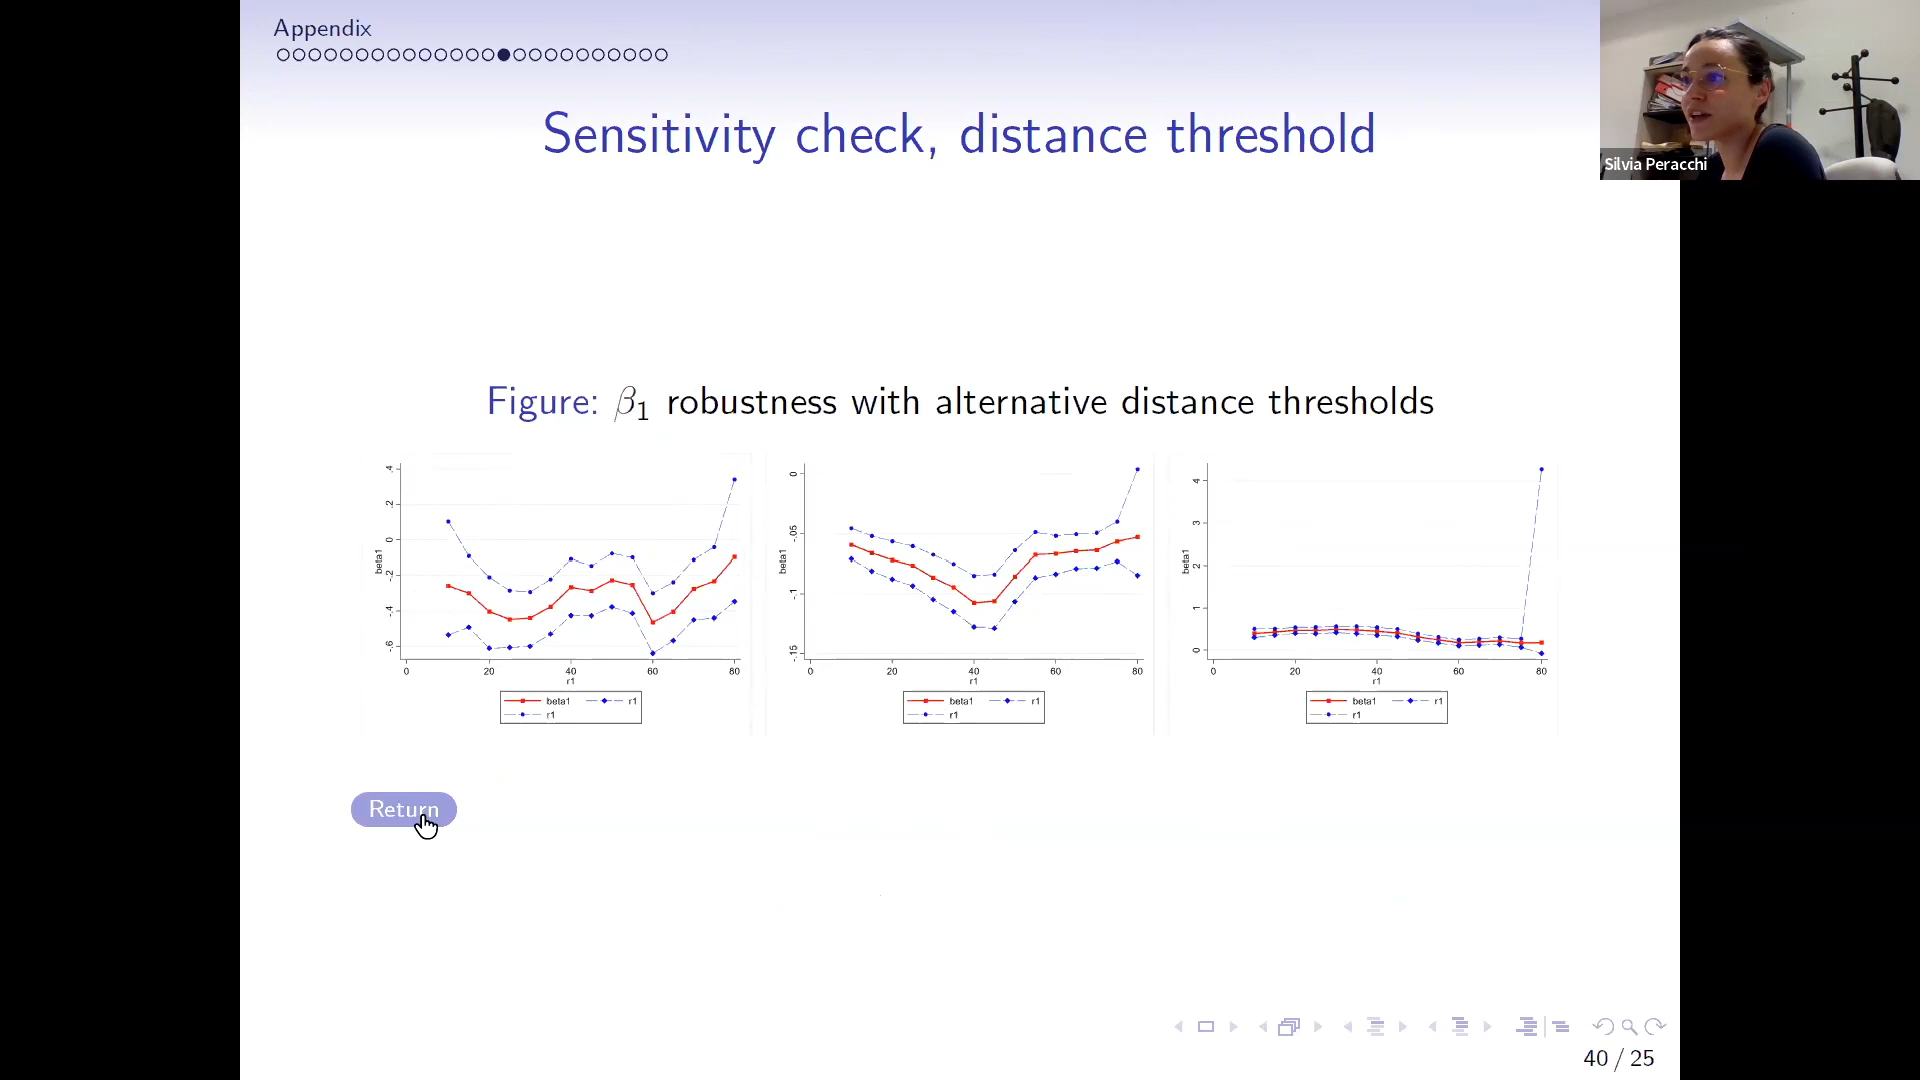 Appendix
Silvia Peracchi
Sensitivity check, distance threshold
Figure: β1 robustness with alternative distance thresholds
beta1
.4
.2
0
-.2
-.4
-.6
0 20 40 60 80
r1
beta1 r1
r1
beta1
0
-.05
-.1
-.15
0 20 40 60 80
r1
beta1 r1
r1
beta1
4
3
2
1
0
0 20 40 60 80
r1
beta1 r1
r1
Return
40 / 25